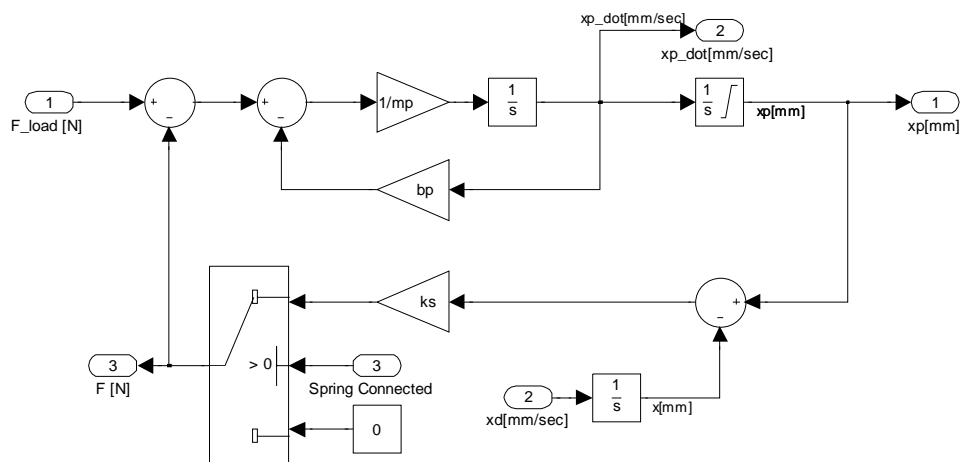 xp_dot[mm/sec]
2
xp_dot[mm/sec]
1
F_load [N]
+
-
+
-
1/mp
1
s
1
s
xp[mm]
1
xp[mm]
bp
ks
+
-
3
F [N]
> 0
3
Spring Connected
0
2
xd[mm/sec]
1
s
x[mm]